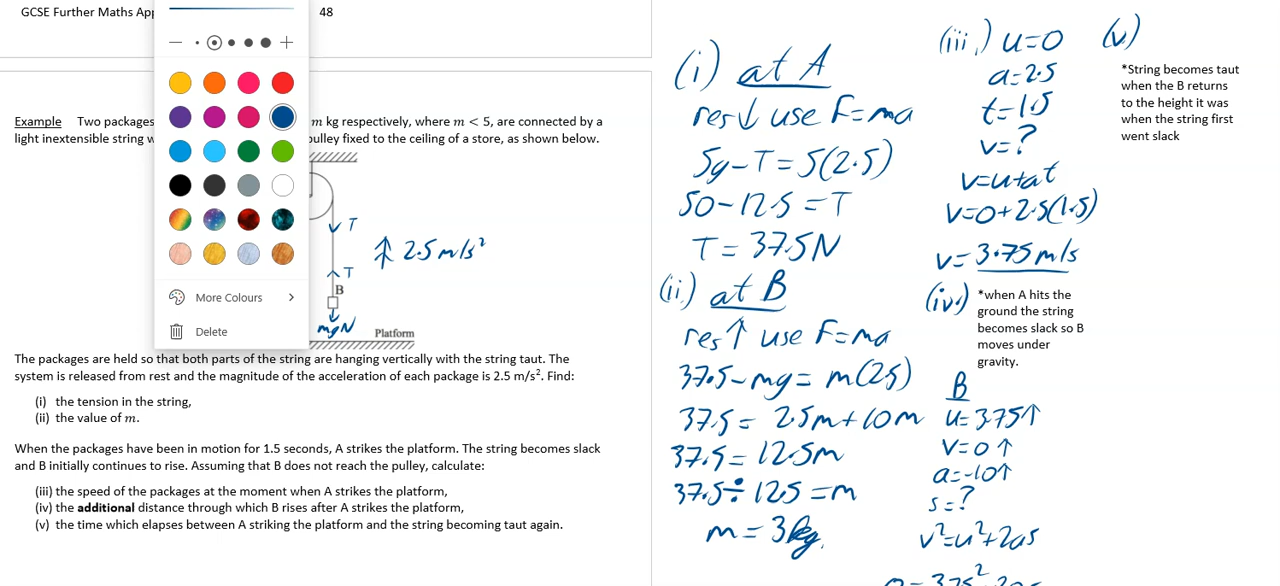 GCSE Further Maths App
48
Example Two packages
m kg respectively, where m < 5, are connected by a
light inextensible string w
pulley fixed to the ceiling of a store, as shown below.
T
↑ 2.5 m/s²
T
B
mgN
Platform
More Colours
Delete
The packages are held so that both parts of the string are hanging vertically with the string taut. The
system is released from rest and the magnitude of the acceleration of each package is 2.5 m/s². Find:
(i) the tension in the string,
(ii) the value of m.
When the packages have been in motion for 1.5 seconds, A strikes the platform. The string becomes slack
and B initially continues to rise. Assuming that B does not reach the pulley, calculate:
(iii) the speed of the packages at the moment when A strikes the platform,
(iv) the additional distance through which B rises after A strikes the platform,
(v) the time which elapses between A striking the platform and the string becoming taut again.
(i) at A
res ↓ use F=ma
5g-T=5(2.5)
50-12.5=T
T=37.5N
(ii) at B
res ↑ use F=ma
37.5-mg=m(2.5)
37.5=2.5m+10m
37.5=12.5m
37.5÷12.5=m
m=3kg.
(iii) u=0
a=2.5
t=1.5
v=?
v=u+at
v=0+2.5(1.5)
v=3.75m/s
(iv) *when A hits the
ground the string
becomes slack so B
moves under
gravity.
B
u=3.75↑
v=0↑
a=-10↑
s=?
v²=u²+2as
(v)
*String becomes taut
when the B returns
to the height it was
when the string first
went slack